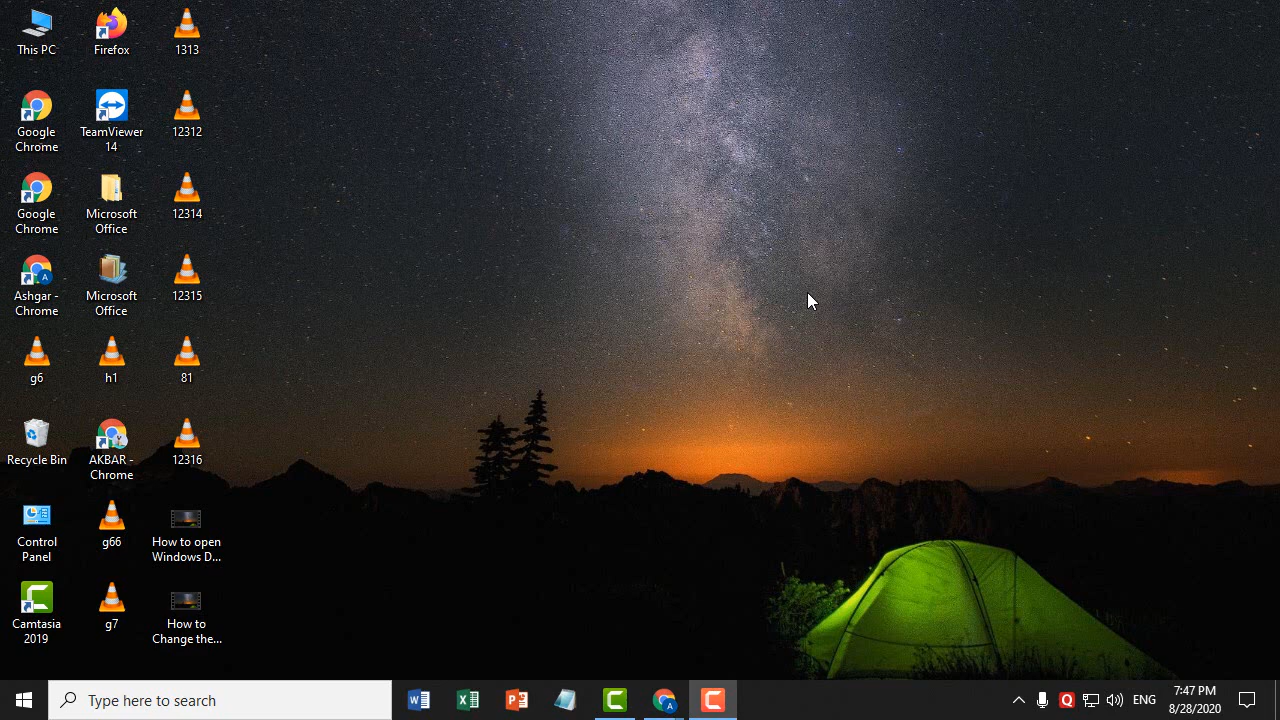 This PC
Firefox
1313
Google
Chrome
TeamViewer
14
12312
Google
Chrome
Microsoft
Office
12314
Ashgar -
Chrome
Microsoft
Office
12315
g6
h1
81
Recycle Bin
AKBAR -
Chrome
12316
Control
Panel
g66
How to open
Windows D...
Camtasia
2019
g7
How to
Change the...
Type here to search
ENG
7:47 PM
8/28/2020